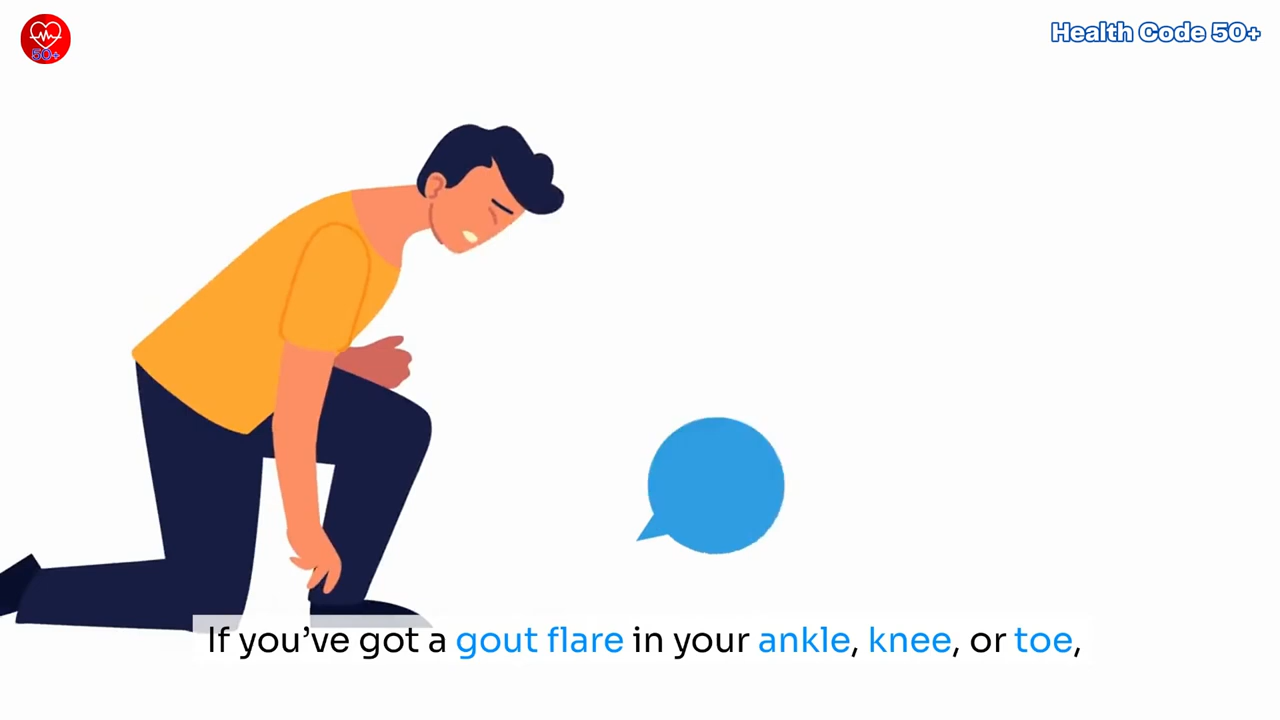 50+
Health Code 50+
If you’ve got a gout flare in your ankle, knee, or toe,